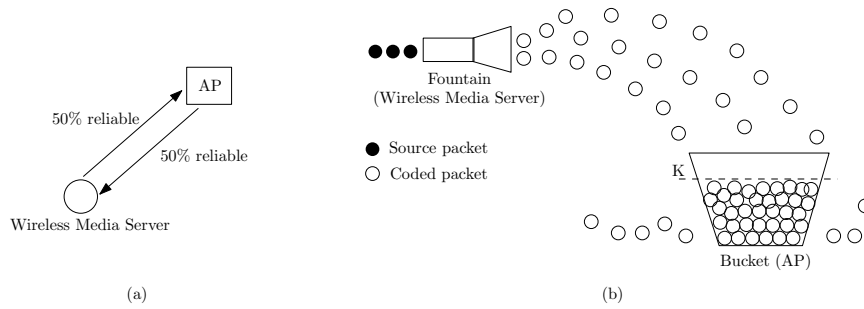 AP
50% reliable
50% reliable
Wireless Media Server
(a)
Fountain
(Wireless Media Server)
Source packet
Coded packet
K
Bucket (AP)
(b)